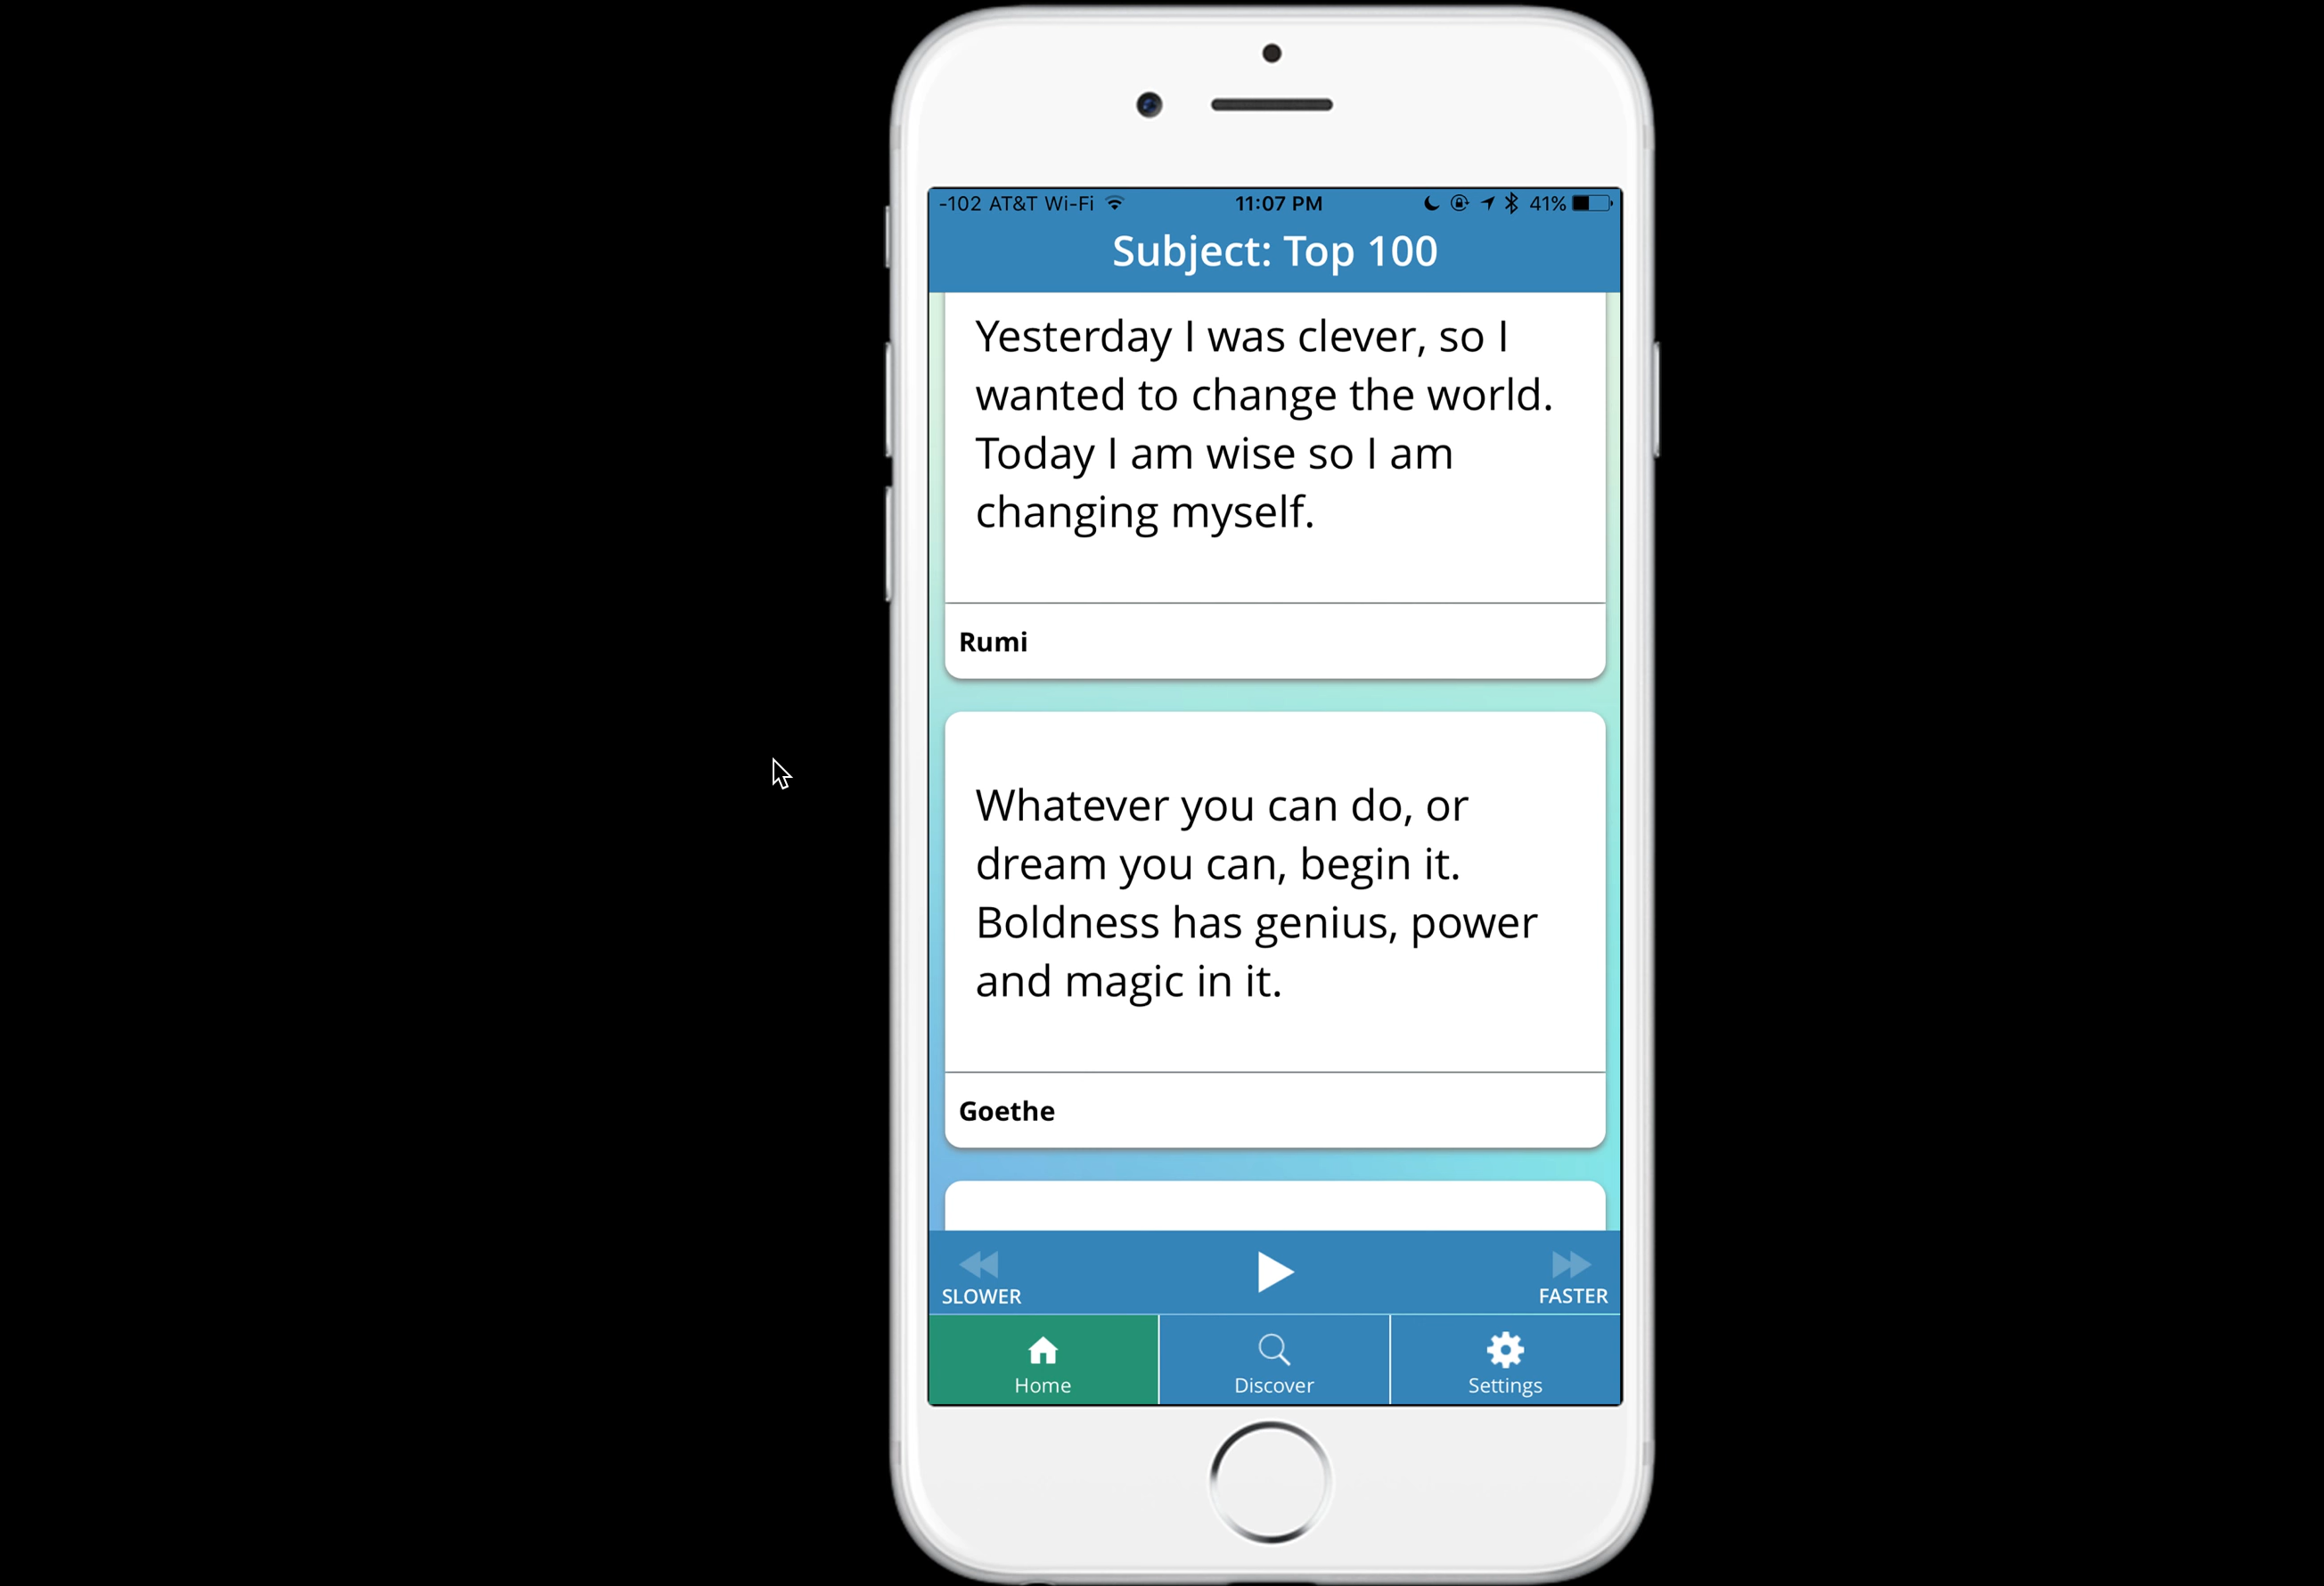 -102 AT&T Wi-Fi 11:07 PM 41%
Subject: Top 100
Yesterday I was clever, so I
wanted to change the world.
Today I am wise so I am
changing myself.
Rumi
Whatever you can do, or
dream you can, begin it.
Boldness has genius, power
and magic in it.
Goethe
SLOWER FASTER
Home Discover Settings